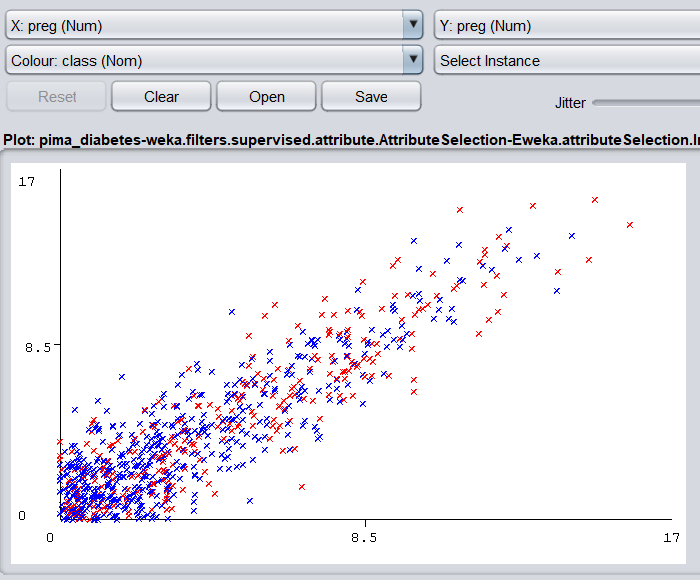 X: preg (Num) Y: preg (Num)
Colour: class (Nom) Select Instance
Reset Clear Open Save Jitter
Plot: pima_diabetes-weka.filters.supervised.attribute.AttributeSelection-Eweka.attributeSelection.In
17
8.5
0
0 8.5 17